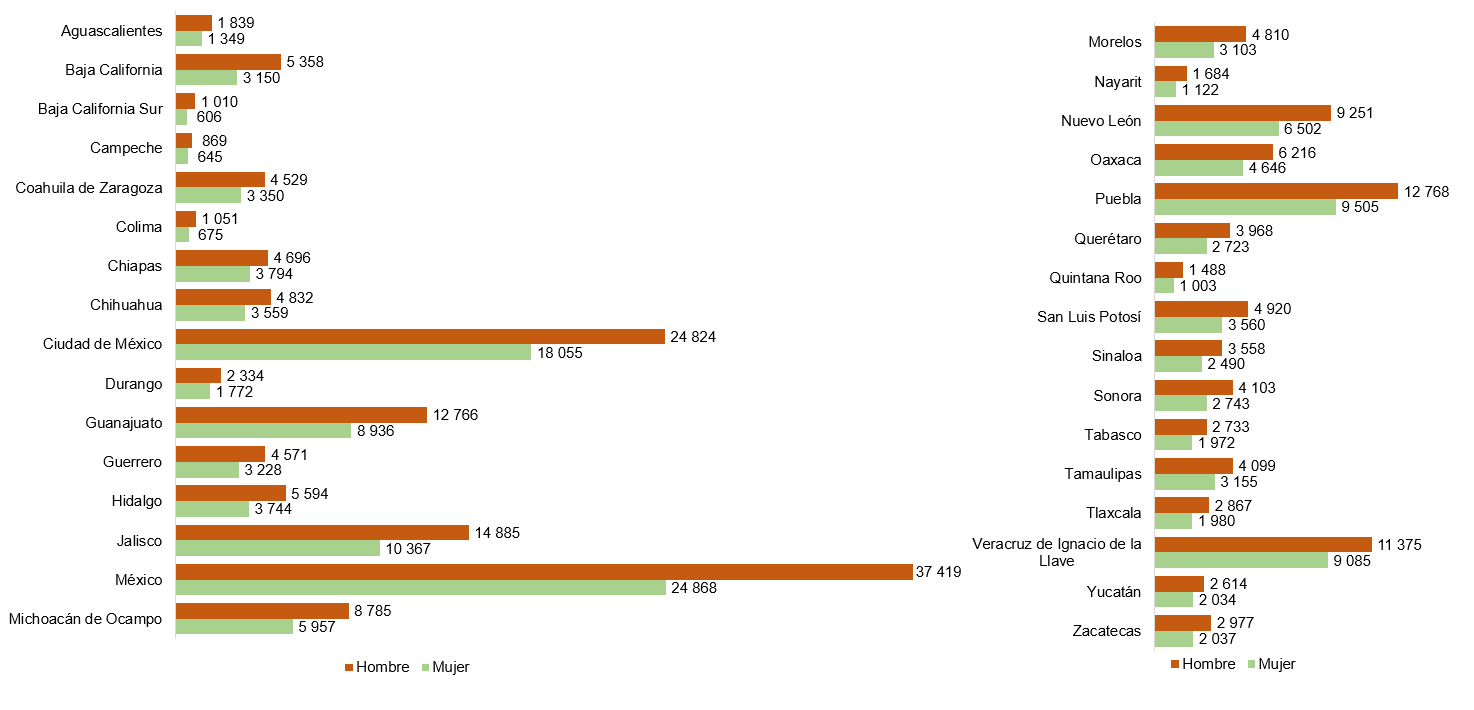 Aguascalientes
1 839
1 349
Baja California
5 358
3 150
Baja California Sur
1 010
606
Campeche
869
645
Coahuila de Zaragoza
4 529
3 350
Colima
1 051
675
Chiapas
4 696
3 794
Chihuahua
4 832
3 559
Ciudad de México
24 824
18 055
Durango
2 334
1 772
Guanajuato
12 766
8 936
Guerrero
4 571
3 228
Hidalgo
5 594
3 744
Jalisco
14 885
10 367
México
37 419
24 868
Michoacán de Ocampo
8 785
5 957
Hombre Mujer
Morelos
4 810
3 103
Nayarit
1 684
1 122
Nuevo León
9 251
6 502
Oaxaca
6 216
4 646
Puebla
12 768
9 505
Querétaro
3 968
2 723
Quintana Roo
1 488
1 003
San Luis Potosí
4 920
3 560
Sinaloa
3 558
2 490
Sonora
4 103
2 743
Tabasco
2 733
1 972
Tamaulipas
4 099
3 155
Tlaxcala
2 867
1 980
Veracruz de Ignacio de la
Llave
11 375
9 085
Yucatán
2 614
2 034
Zacatecas
2 977
2 037
Hombre Mujer